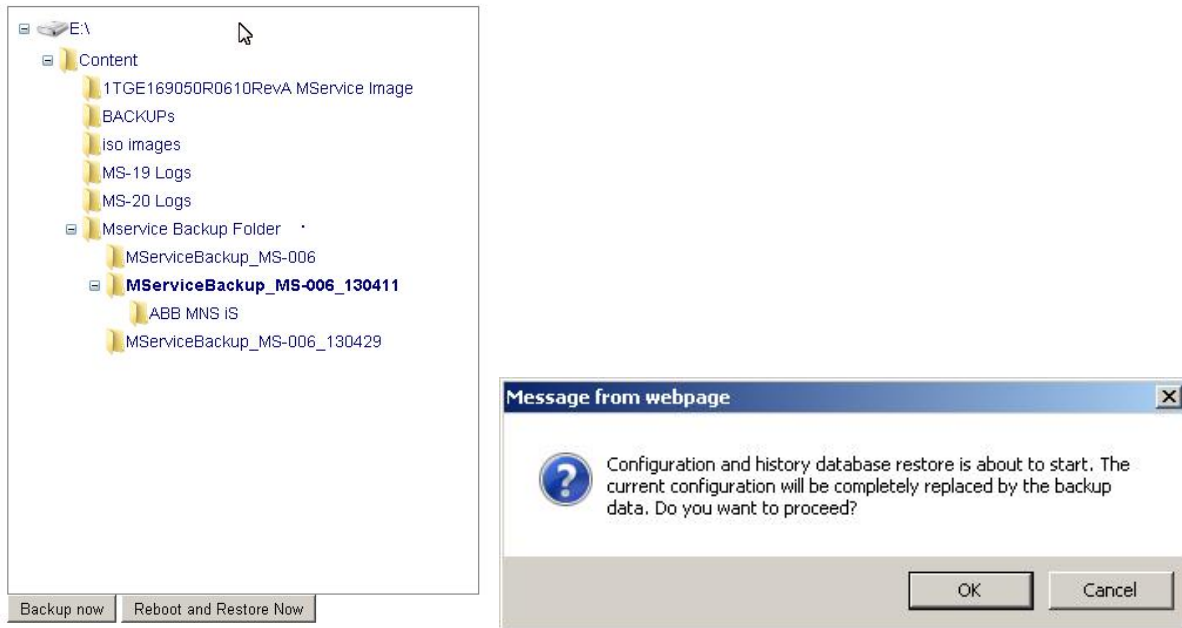 E:\
Content
1TGE169050R0610RevA MService Image
BACKUPs
iso images
MS-19 Logs
MS-20 Logs
Mservice Backup Folder
MServiceBackup_MS-006
MServiceBackup_MS-006_130411
ABB MNS iS
MServiceBackup_MS-006_130429
Backup now Reboot and Restore Now
Message from webpage
Configuration and history database restore is about to start. The
current configuration will be completely replaced by the backup
data. Do you want to proceed?
OK Cancel